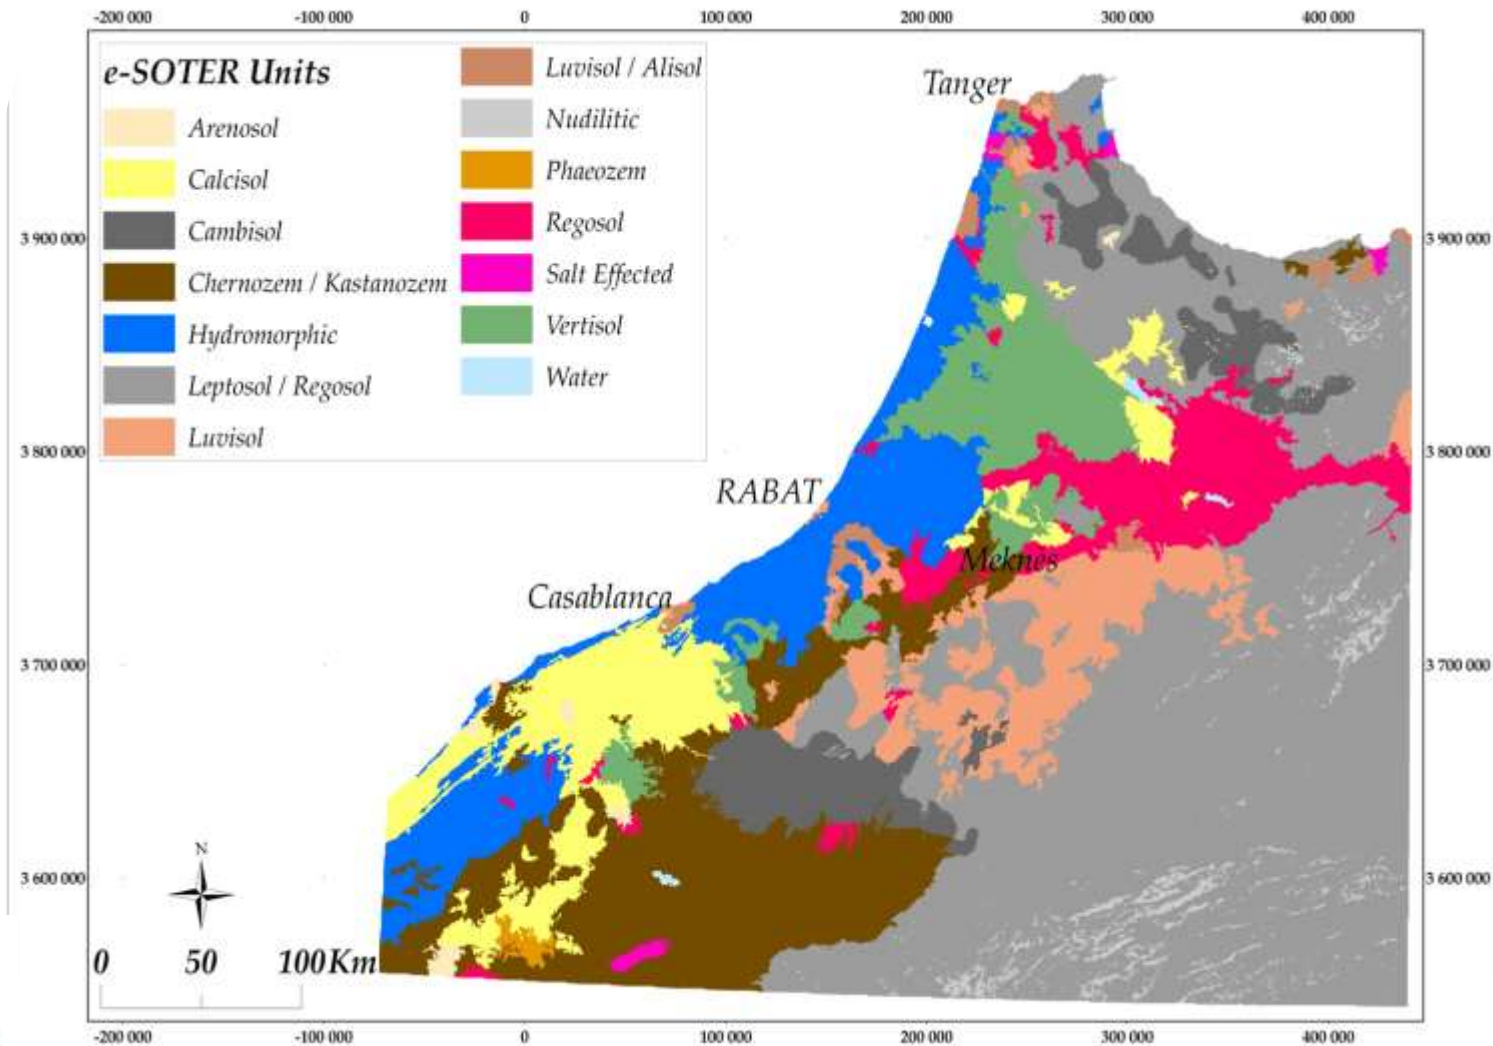 -200 000 -100 000 0 100 000 200 000 300 000 400 000
e-SOTER Units
Arenosol
Calcisol
Cambisol
Chernozem / Kastanozem
Hydromorphic
Leptosol / Regosol
Luvisol
Luvisol / Alisol
Nudilitic
Phaeozem
Regosol
Salt Effected
Vertisol
Water
Tanger
RABAT
Casablanca
Meknes
3 900 000 3 900 000
3 800 000 3 800 000
3 700 000 3 700 000
3 600 000 3 600 000
N
0 50 100 Km
-200 000 -100 000 0 100 000 200 000 300 000 400 000